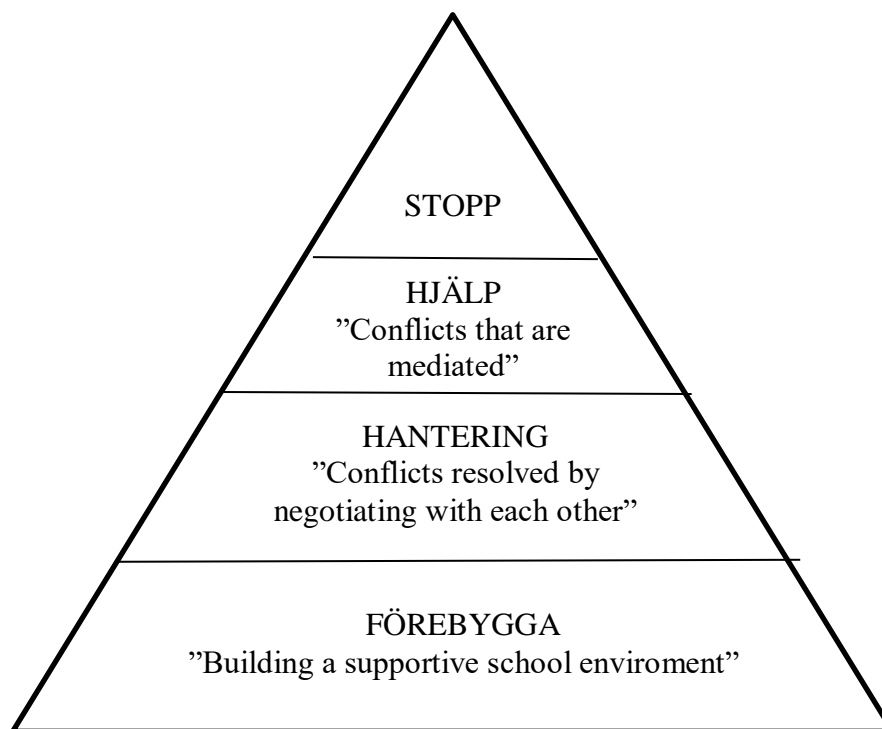 STOPP
HJÄLP
”Conflicts that are
mediated”
HANTERING
”Conflicts resolved by
negotiating with each other”
FÖREBYGGA
”Building a supportive school enviroment”